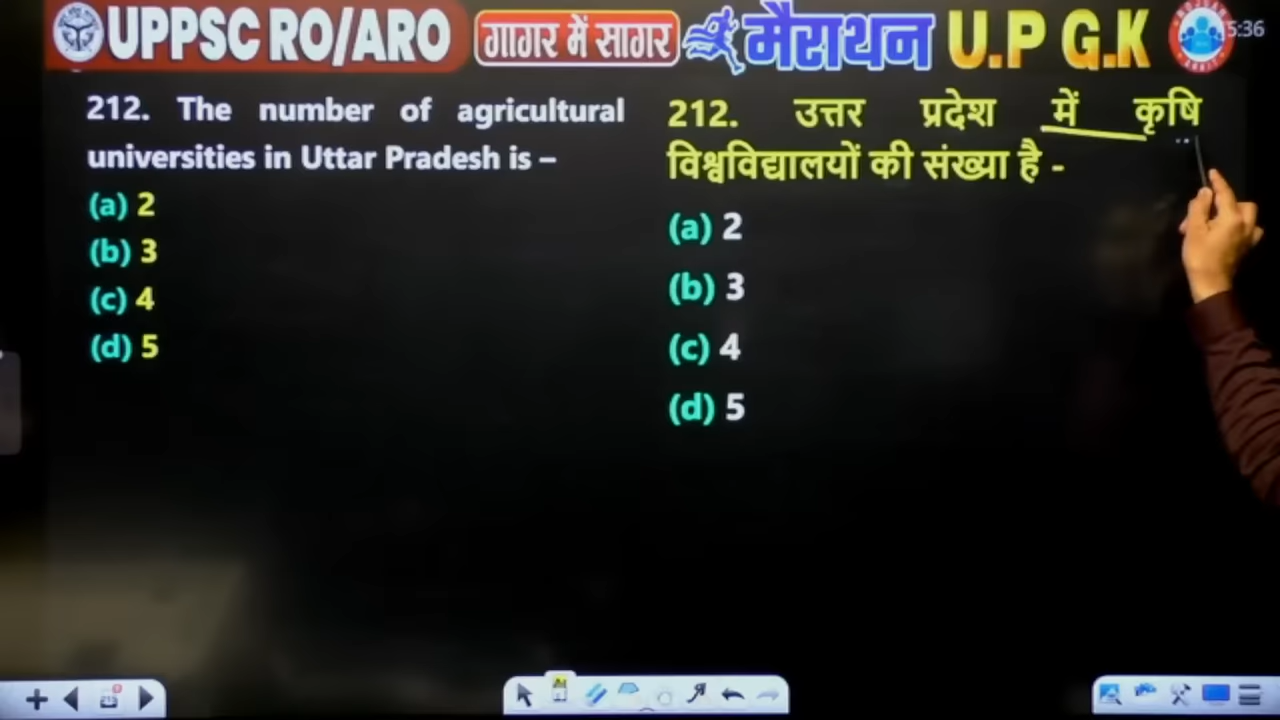 UPPSC RO/ARO गागर में सागर मैराथन U.P G.K
5:36
212. The number of agricultural
universities in Uttar Pradesh is –
(a) 2
(b) 3
(c) 4
(d) 5
212. उत्तर प्रदेश में कृषि
विश्वविद्यालयों की संख्या है -
(a) 2
(b) 3
(c) 4
(d) 5